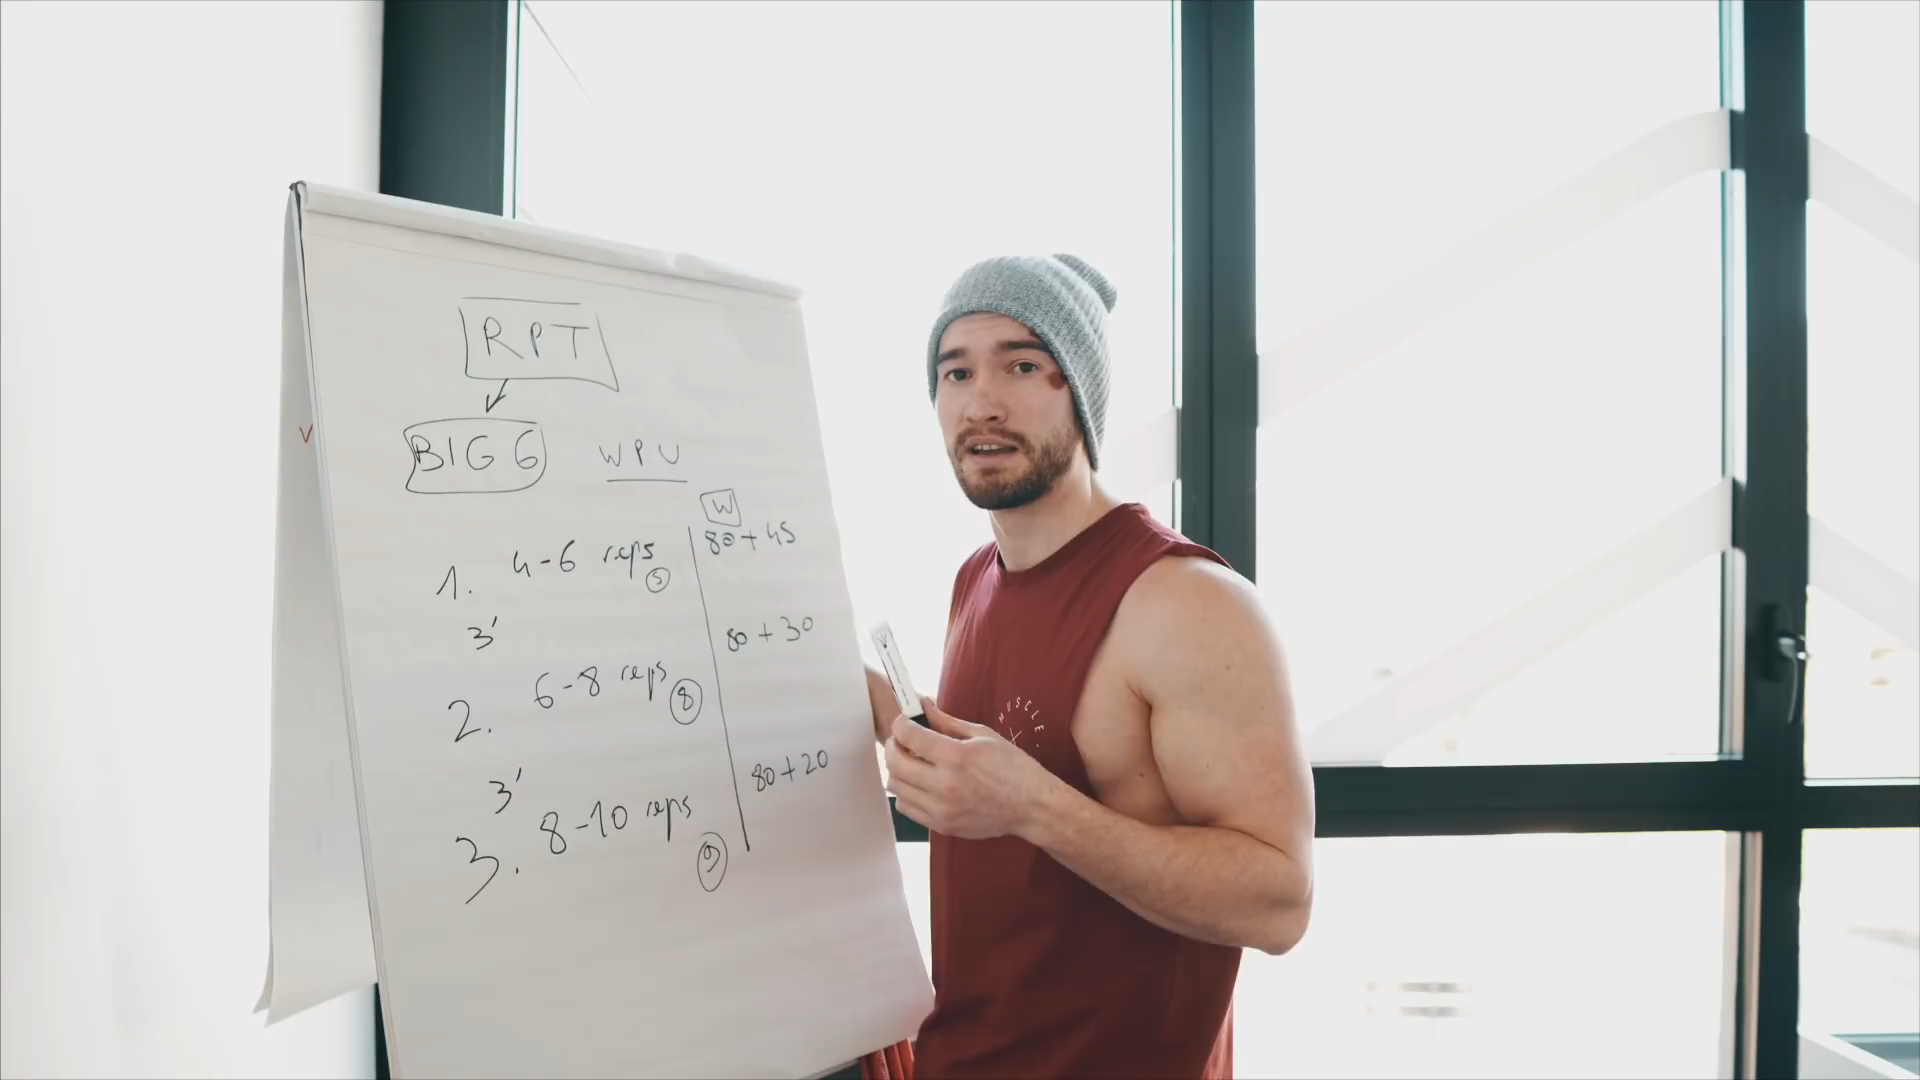 RPT
BIG 6 WPU
W
1. 4-6 reps 5 80+45
3'
2. 6-8 reps 8 80+30
3'
3. 8-10 reps 9 80+20
MUSCLE
V